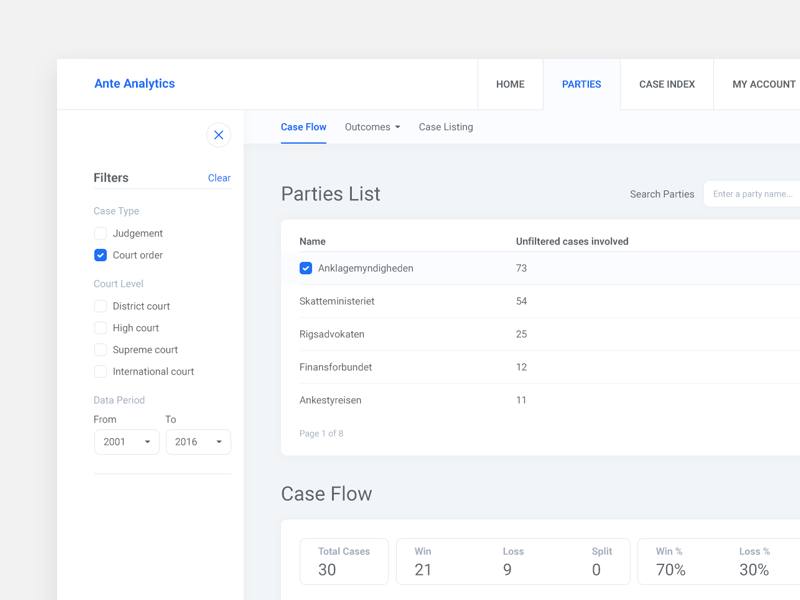 Ante Analytics
HOME
PARTIES
CASE INDEX
MY ACCOUNT
Case Flow
Outcomes
Case Listing
Filters
Clear
Case Type
Judgement
Court order
Court Level
District court
High court
Supreme court
International court
Data Period
From To
2001 2016
Parties List
Search Parties
Enter a party name...
Name Unfiltered cases involved
Anklagemyndigheden 73
Skatteministeriet 54
Rigsadvokaten 25
Finansforbundet 12
Ankestyreisen 11
Page 1 of 8
Case Flow
Total Cases Win Loss Split Win % Loss %
30 21 9 0 70% 30%